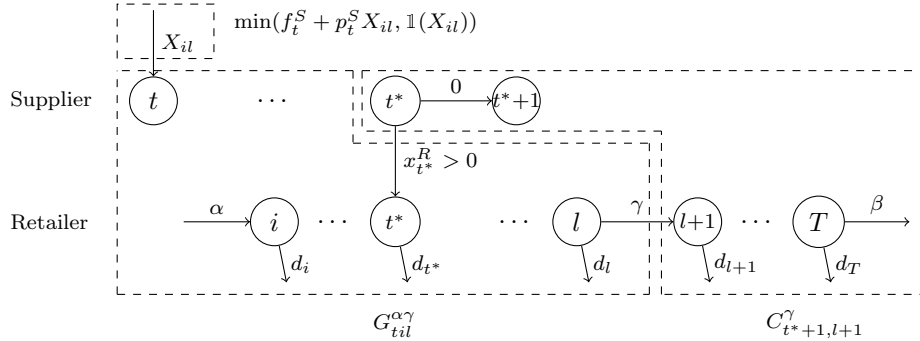 min(f_t^S + p_t^S X_{il}, 𝟙(X_{il}))
X_{il}
Supplier t ⋯ t* 0 t*+1
x_{t*}^R > 0
Retailer α i ⋯ t* ⋯ l γ l+1 ⋯ T β
d_i d_{t*} d_l d_{l+1} d_T
G_{til}^{αγ} C_{t*+1,l+1}^γ